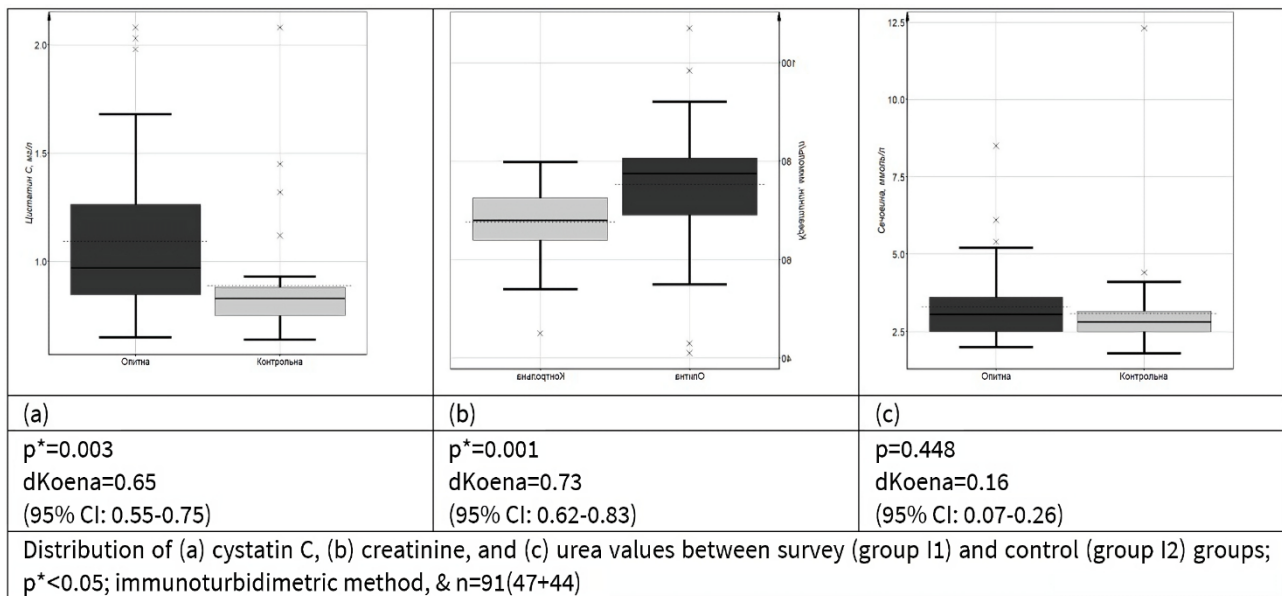 2.0
1.5
1.0
Цистатин С, мг/л
Опитна
Контрольна
100
80
60
40
Контрольна
Опитна
12.5
10.0
7.5
5.0
2.5
Сечовина, ммоль/л
Опитна
Контрольна
(a)
(b)
(c)
p*=0.003
dKoena=0.65
(95% CI: 0.55-0.75)
p*=0.001
dKoena=0.73
(95% CI: 0.62-0.83)
p=0.448
dKoena=0.16
(95% CI: 0.07-0.26)
Distribution of (a) cystatin C, (b) creatinine, and (c) urea values between survey (group I1) and control (group I2) groups;
p*<0.05; immunoturbidimetric method, & n=91(47+44)